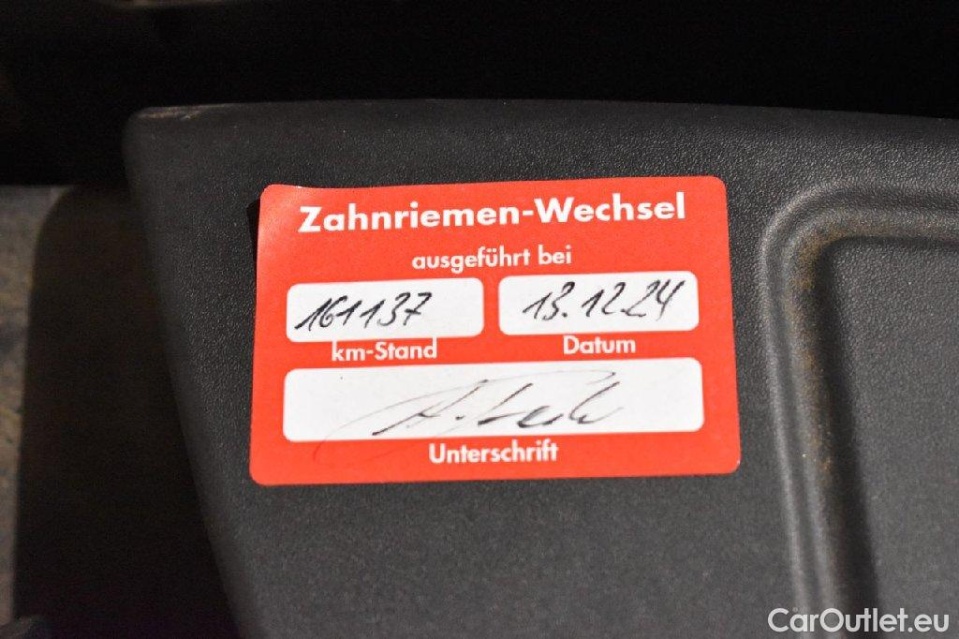 Zahnriemen-Wechsel
ausgeführt bei
161137 13.12.24
km-Stand Datum
Unterschrift
CarOutlet.eu